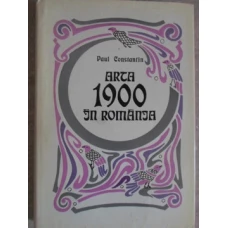 Paul Constantin
ARTA
1900
ÎN ROMÂNIA